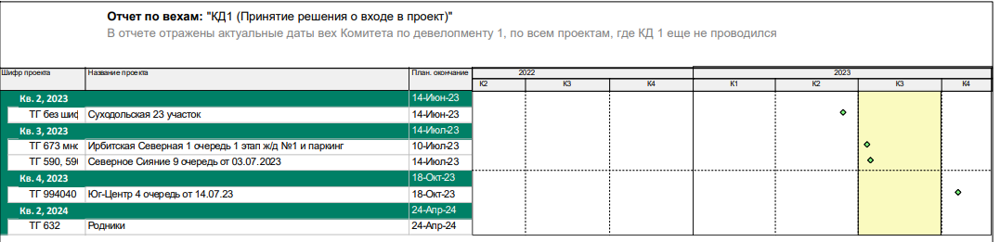 Отчет по вехам: "КД1 (Принятие решения о входе в проект)"
В отчете отражены актуальные даты вех Комитета по девелопменту 1, по всем проектам, где КД 1 еще не проводился
Шифр проекта Название проекта План. окончание 2022 2023
К2 К3 К4 К1 К2 К3 К4
Кв. 2, 2023 14-Июн-23
ТГ без шиф Суходольская 23 участок 14-Июн-23
Кв. 3, 2023 14-Июл-23
ТГ 673 мно Ирбитская Северная 1 очередь 1 этап ж/д №1 и паркинг 10-Июл-23
ТГ 590, 59 Северное Сияние 9 очередь от 03.07.2023 14-Июл-23
Кв. 4, 2023 18-Окт-23
ТГ 994040 Юг-Центр 4 очередь от 14.07.23 18-Окт-23
Кв. 2, 2024 24-Апр-24
ТГ 632 Родники 24-Апр-24